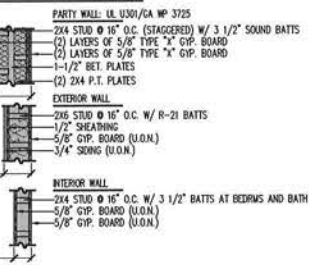 PARTY WALL: UL U301/GA WP 3725
2X4 STUD @ 16" O.C. (STAGGERED) W/ 3 1/2" SOUND BATTS
(2) LAYERS OF 5/8" TYPE "X" GYP. BOARD
(2) LAYERS OF 5/8" TYPE "X" GYP. BOARD
1-1/2" BET. PLATES
(2) 2X4 P.T. PLATES
EXTERIOR WALL
2X6 STUD @ 16" O.C. W/ R-21 BATTS
1/2" SHEATHING
5/8" GYP. BOARD (U.O.N.)
3/4" SIDING (U.O.N.)
INTERIOR WALL
2X4 STUD @ 16" O.C. W/ 3 1/2" BATTS AT BEDRMS AND BATH
5/8" GYP. BOARD (U.O.N.)
5/8" GYP. BOARD (U.O.N.)